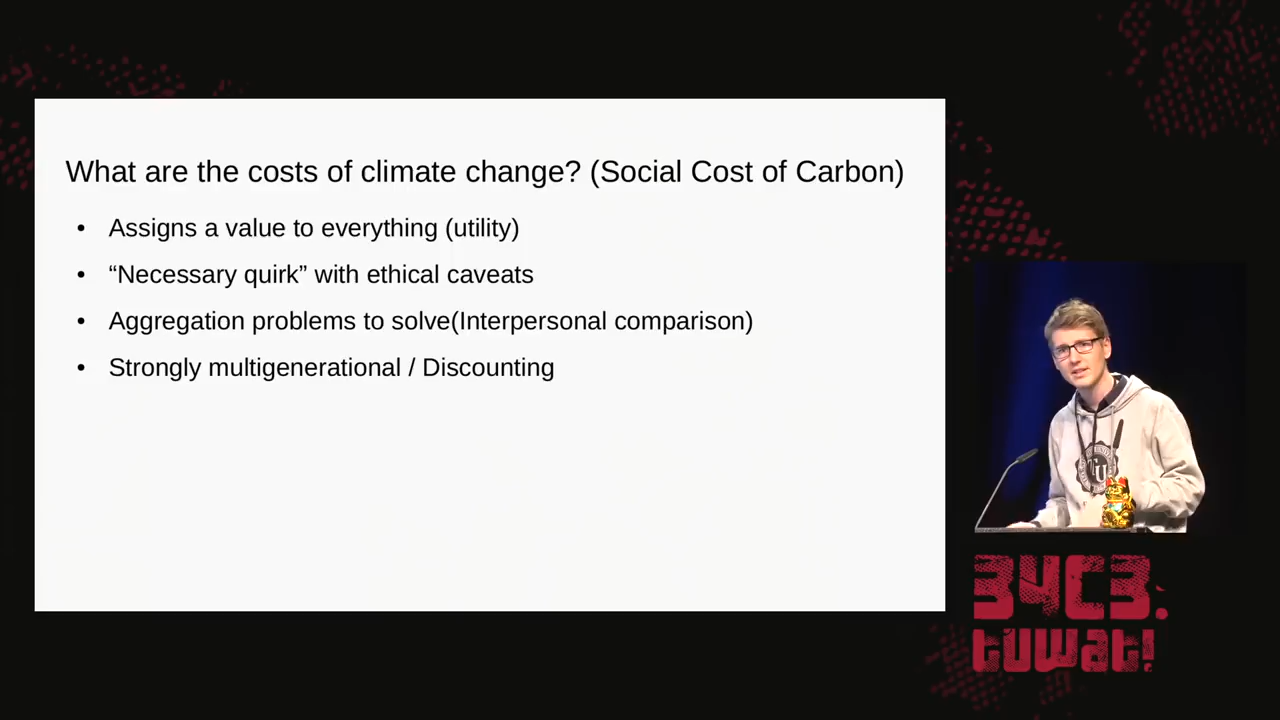 What are the costs of climate change? (Social Cost of Carbon)
• Assigns a value to everything (utility)
• “Necessary quirk” with ethical caveats
• Aggregation problems to solve(Interpersonal comparison)
• Strongly multigenerational / Discounting
TU
34C3.
tuwat!